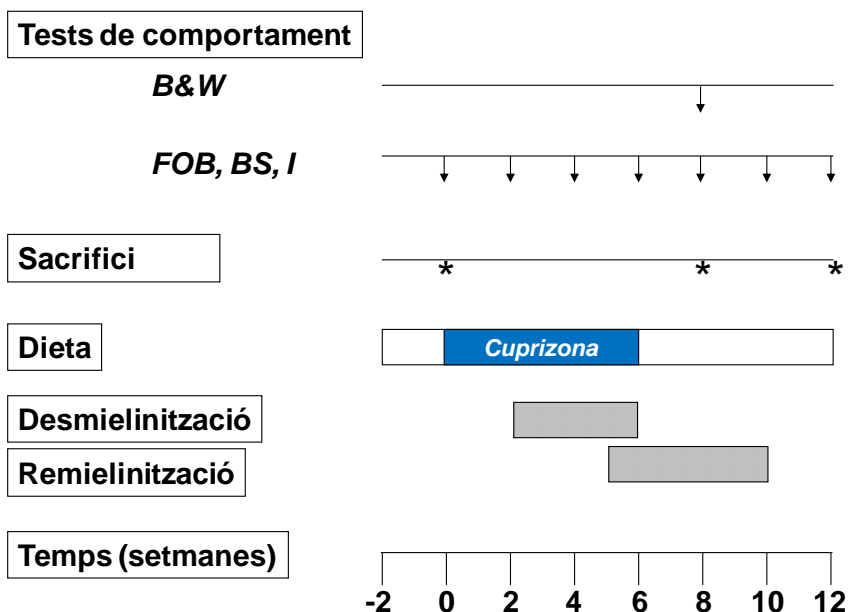 Tests de comportament
B&W
FOB, BS, I
Sacrifici
* * *
Dieta
Cuprizona
Desmielinització
Remielinització
Temps (setmanes)
-2 0 2 4 6 8 10 12